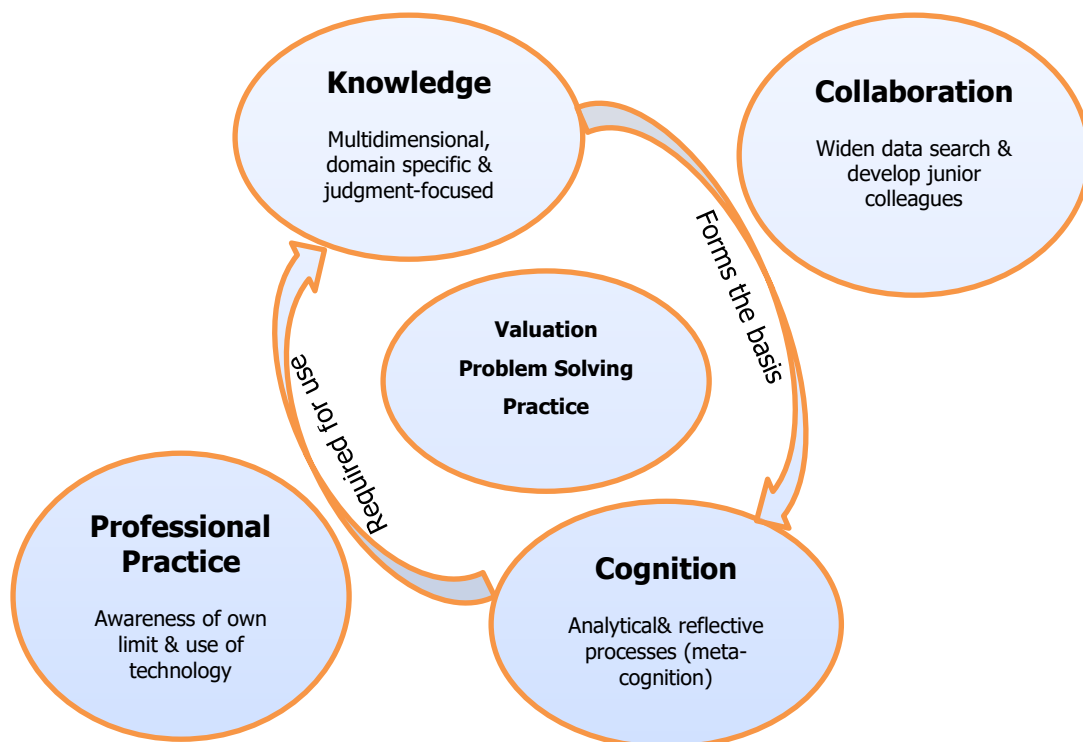 Knowledge
Multidimensional,
domain specific &
judgment-focused
Collaboration
Widen data search &
develop junior
colleagues
Forms the basis
Valuation
Problem Solving
Practice
Required for use
Professional
Practice
Awareness of own
limit & use of
technology
Cognition
Analytical& reflective
processes (meta-
cognition)